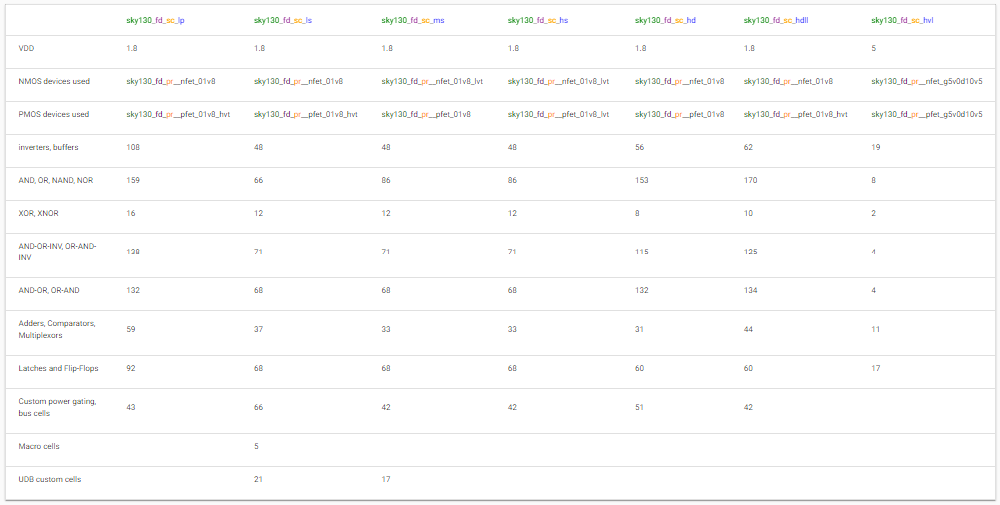 sky130_fd_sc_lp sky130_fd_sc_ls sky130_fd_sc_ms sky130_fd_sc_hs sky130_fd_sc_hd sky130_fd_sc_hdll sky130_fd_sc_hvl
VDD 1.8 1.8 1.8 1.8 1.8 1.8 5
NMOS devices used sky130_fd_pr__nfet_01v8 sky130_fd_pr__nfet_01v8 sky130_fd_pr__nfet_01v8_lvt sky130_fd_pr__nfet_01v8_lvt sky130_fd_pr__nfet_01v8 sky130_fd_pr__nfet_01v8 sky130_fd_pr__nfet_g5v0d10v5
PMOS devices used sky130_fd_pr__pfet_01v8_hvt sky130_fd_pr__pfet_01v8_hvt sky130_fd_pr__pfet_01v8 sky130_fd_pr__pfet_01v8_lvt sky130_fd_pr__pfet_01v8 sky130_fd_pr__pfet_01v8_hvt sky130_fd_pr__pfet_g5v0d10v5
inverters, buffers 108 48 48 48 56 62 19
AND, OR, NAND, NOR 159 66 86 86 153 170 8
XOR, XNOR 16 12 12 12 8 10 2
AND-OR-INV, OR-AND-
INV 138 71 71 71 115 125 4
AND-OR, OR-AND 132 68 68 68 132 134 4
Adders, Comparators,
Multiplexors 59 37 33 33 31 44 11
Latches and Flip-Flops 92 68 68 68 60 60 17
Custom power gating,
bus cells 43 66 42 42 51 42
Macro cells 5
UDB custom cells 21 17